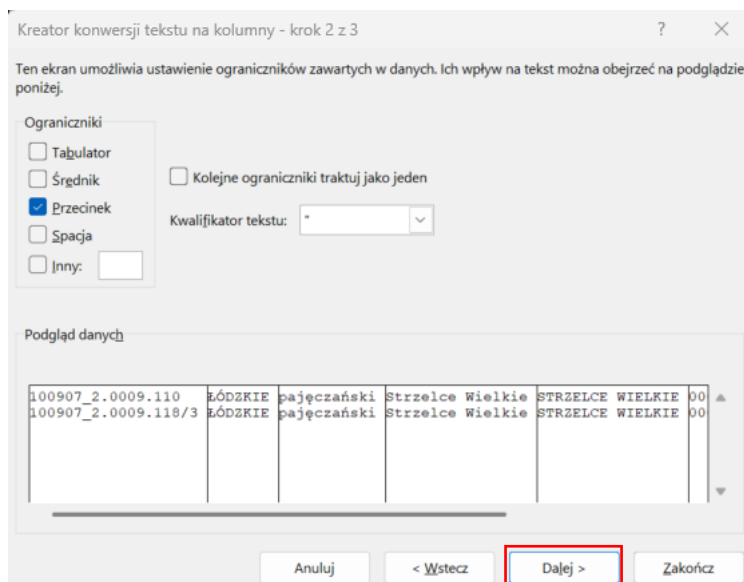 Kreator konwersji tekstu na kolumny - krok 2 z 3 ? ×
Ten ekran umożliwia ustawienie ograniczników zawartych w danych. Ich wpływ na tekst można obejrzeć na podglądzie
poniżej.
Ograniczniki
Tabulator
Średnik
Przecinek
Spacja
Inny:
Kolejne ograniczniki traktuj jako jeden
Kwalifikator tekstu: "
Podgląd danych
100907_2.0009.110 ŁÓDZKIE pajęczański Strzelce Wielkie STRZELCE WIELKIE 00
100907_2.0009.118/3 ŁÓDZKIE pajęczański Strzelce Wielkie STRZELCE WIELKIE 00
Anuluj < Wstecz Dalej > Zakończ